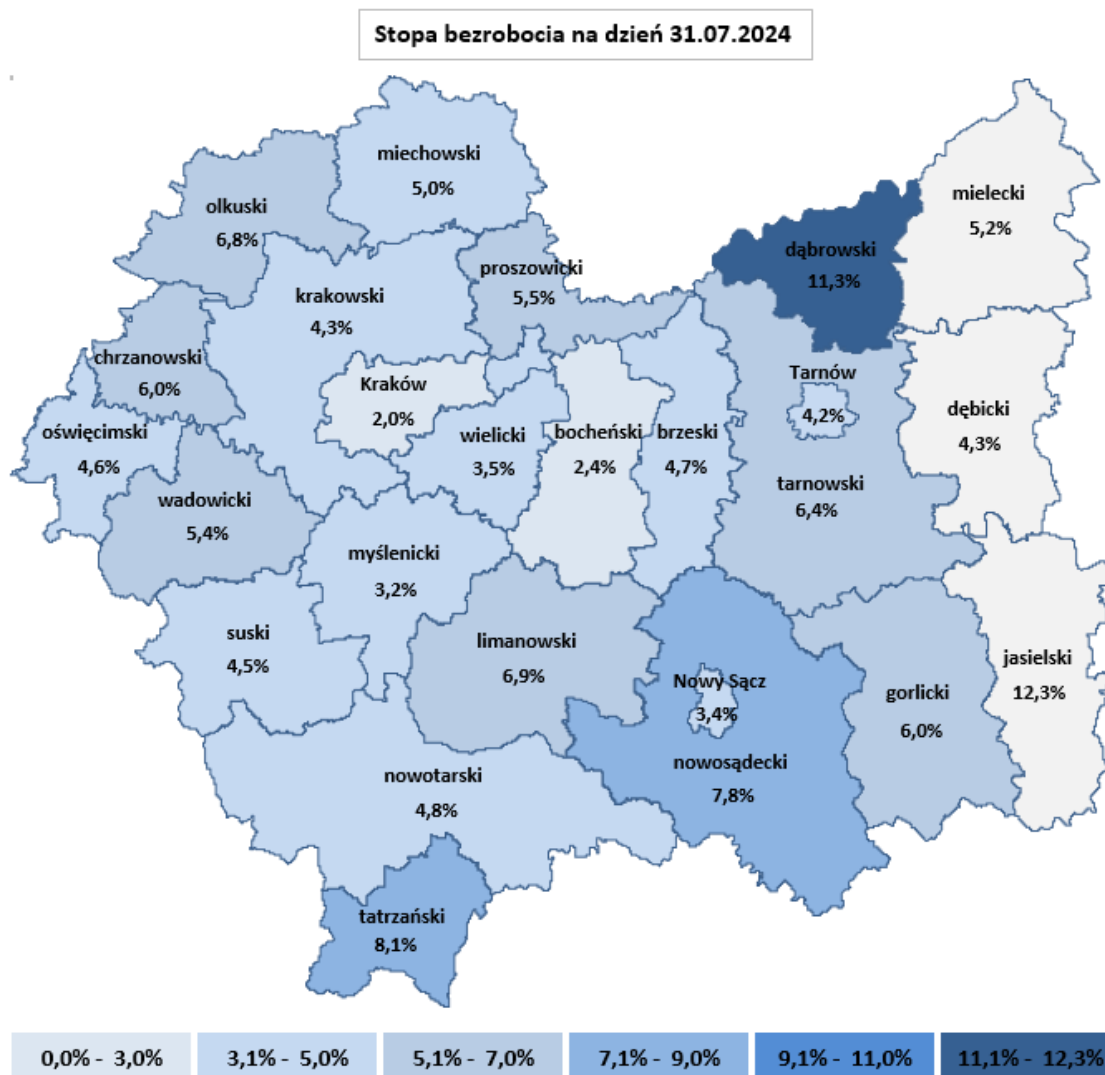 Stopa bezrobocia na dzień 31.07.2024
miechowski
5,0%
olkuski
6,8%
mielecki
5,2%
dąbrowski
11,3%
proszowicki
5,5%
krakowski
4,3%
chrzanowski
6,0%
Kraków
2,0%
Tarnów
4,2%
dębicki
4,3%
oświęcimski
4,6%
wielicki
3,5%
bocheński
2,4%
brzeski
4,7%
wadowicki
5,4%
tarnowski
6,4%
myślenicki
3,2%
suski
4,5%
limanowski
6,9%
Nowy Sącz
3,4%
gorlicki
6,0%
jasielski
12,3%
nowotarski
4,8%
nowosądecki
7,8%
tatrzański
8,1%
0,0% - 3,0% 3,1% - 5,0% 5,1% - 7,0% 7,1% - 9,0% 9,1% - 11,0% 11,1% - 12,3%